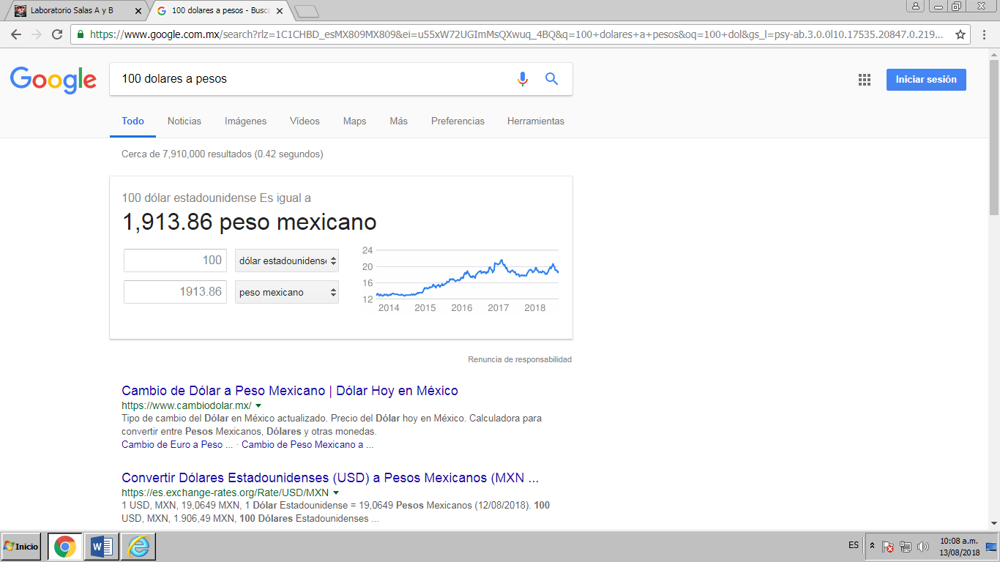 Laboratorio Salas A y B
100 dolares a pesos - Busc
https://www.google.com.mx/search?rlz=1C1CHBD_esMX809MX809&ei=u55xW72UGImMsQXwuq_4BQ&q=100+dolares+a+pesos&oq=100+dol&gs_l=psy-ab.3.0.0l10.17535.20847.0.219...
Google
100 dolares a pesos
Iniciar sesión
Todo Noticias Imágenes Vídeos Maps Más Preferencias Herramientas
Cerca de 7,910,000 resultados (0.42 segundos)
100 dólar estadounidense Es igual a
1,913.86 peso mexicano
100 dólar estadounidense
1913.86 peso mexicano
24
20
16
12
2014 2015 2016 2017 2018
Renuncia de responsabilidad
Cambio de Dólar a Peso Mexicano | Dólar Hoy en México
https://www.cambiodolar.mx/
Tipo de cambio del Dólar en México actualizado. Precio del Dólar hoy en México. Calculadora para
convertir entre Pesos Mexicanos, Dólares y otras monedas.
Cambio de Euro a Peso ... · Cambio de Peso Mexicano a ...
Convertir Dólares Estadounidenses (USD) a Pesos Mexicanos (MXN ...
https://es.exchange-rates.org/Rate/USD/MXN
1 USD, MXN, 19,0649 MXN, 1 Dólar Estadounidense = 19,0649 Pesos Mexicanos (12/08/2018). 100
USD, MXN, 1.906,49 MXN, 100 Dólares Estadounidenses ...
Inicio
ES
10:08 a.m.
13/08/2018